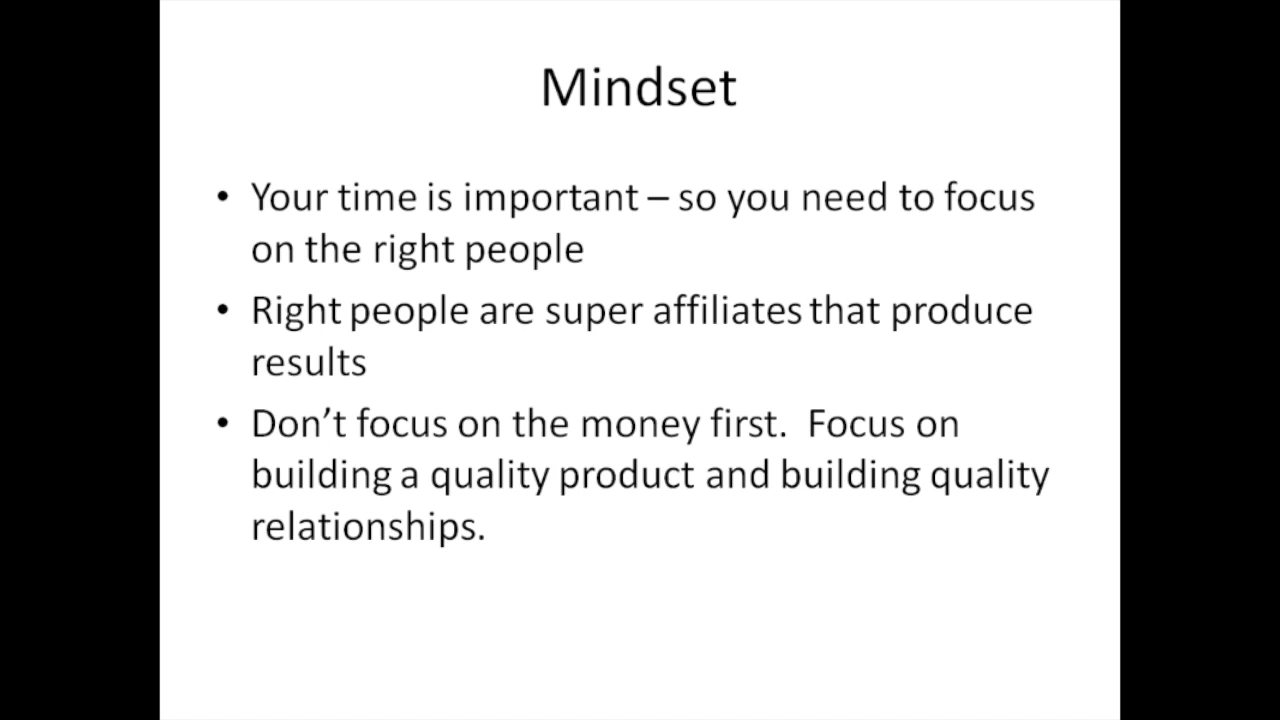 Mindset
• Your time is important – so you need to focus
on the right people
• Right people are super affiliates that produce
results
• Don’t focus on the money first.  Focus on
building a quality product and building quality
relationships.